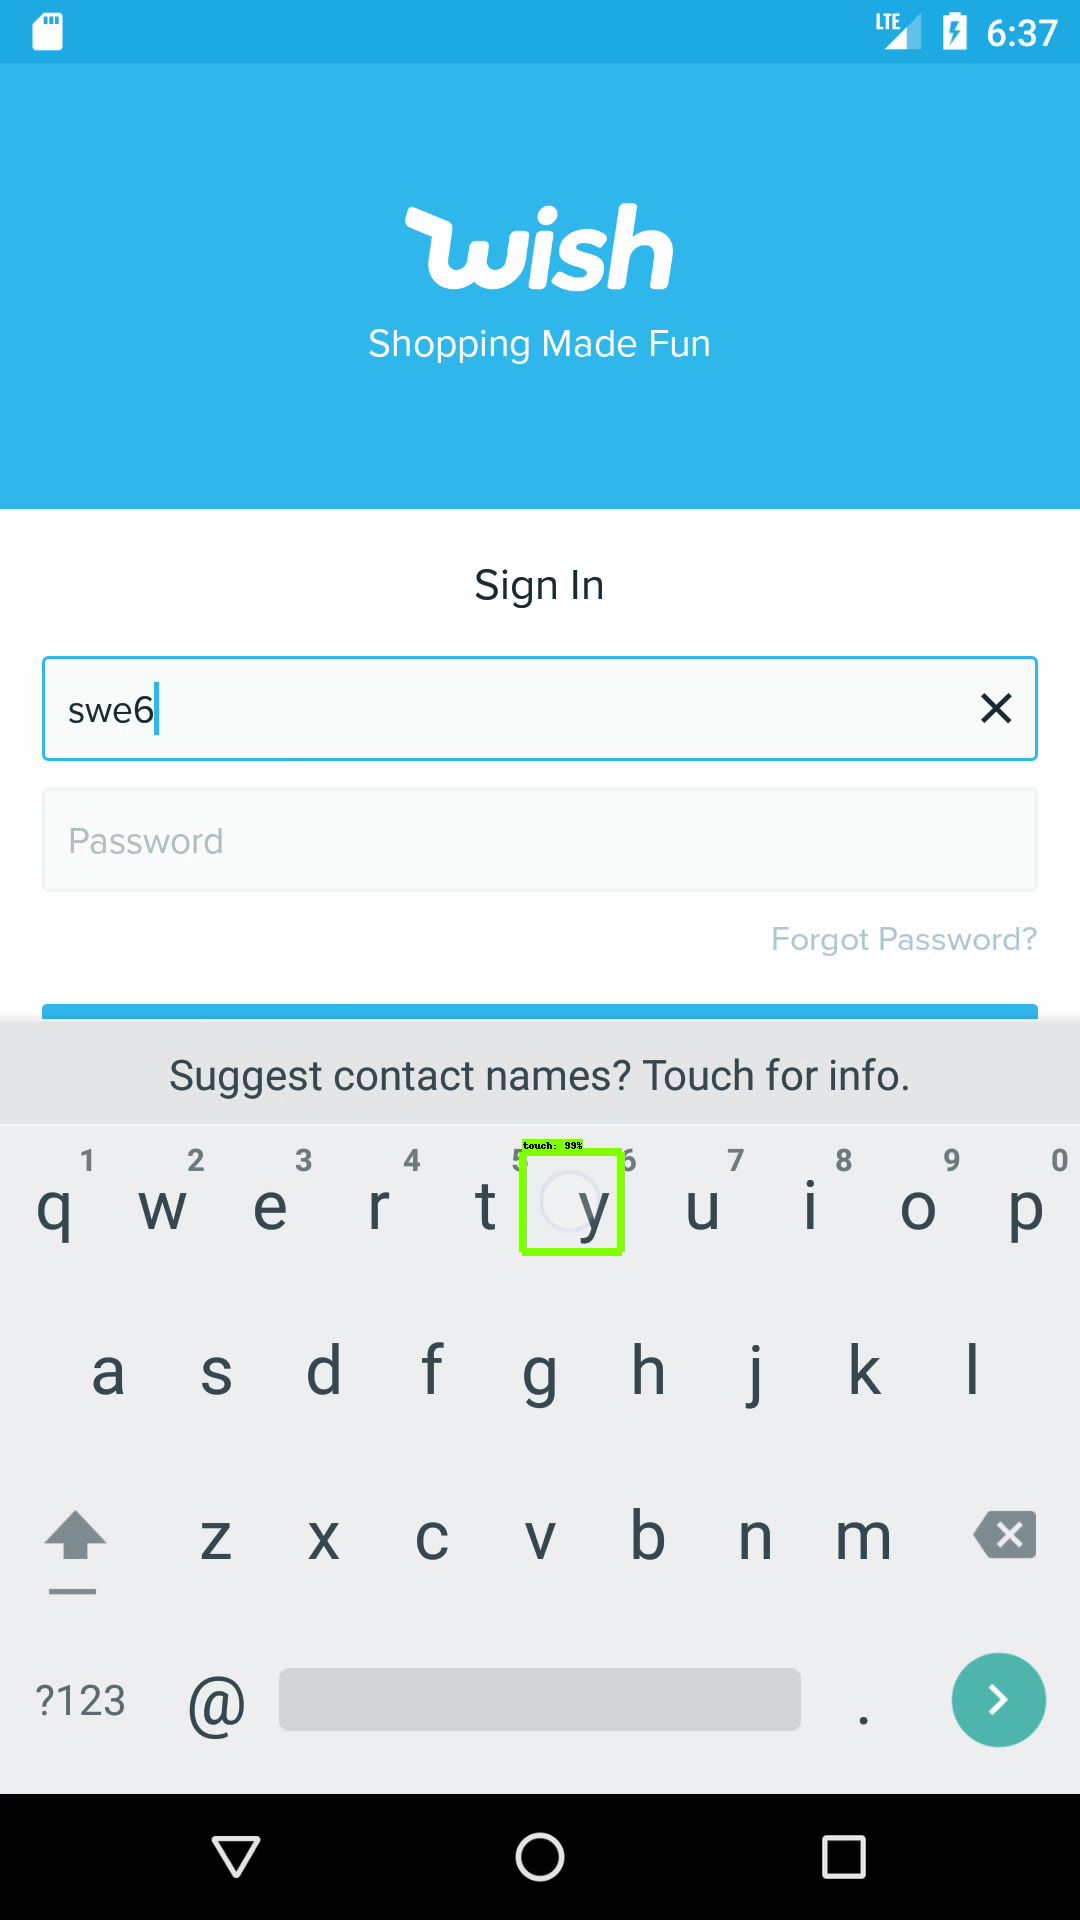 LTE 6:37
wish
Shopping Made Fun
Sign In
swe6
Password
Forgot Password?
Suggest contact names? Touch for info.
touch: 99%
1 2 3 4 5 6 7 8 9 0
q w e r t y u i o p
a s d f g h j k l
z x c v b n m
?123 @ .